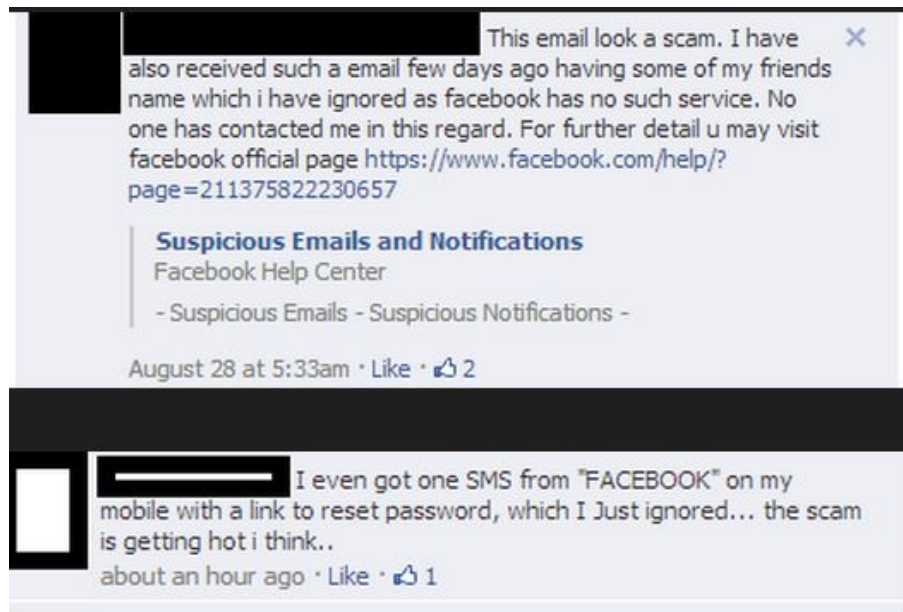 This email look a scam. I have
also received such a email few days ago having some of my friends
name which i have ignored as facebook has no such service. No
one has contacted me in this regard. For further detail u may visit
facebook official page https://www.facebook.com/help/?
page=211375822230657
Suspicious Emails and Notifications
Facebook Help Center
- Suspicious Emails - Suspicious Notifications -
August 28 at 5:33am · Like · 2
I even got one SMS from "FACEBOOK" on my
mobile with a link to reset password, which I Just ignored... the scam
is getting hot i think..
about an hour ago · Like · 1